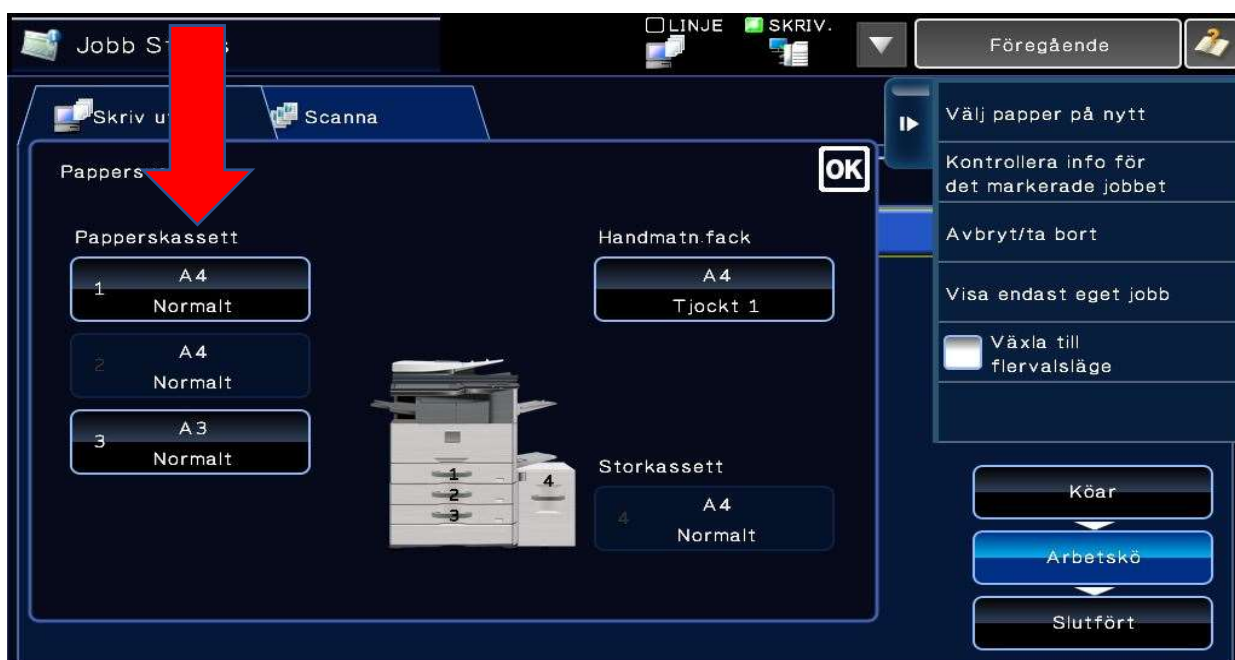 Jobb S
LINJE
SKRIV.
Föregående
Skriv u
Scanna
Välj papper på nytt
Kontrollera info för
det markerade jobbet
Avbryt/ta bort
Visa endast eget jobb
Växla till
flervalsläge
Pappers
OK
Papperskassett
1
A4
Normalt
2
A4
Normalt
3
A3
Normalt
Handmatn.fack
A4
Tjockt 1
1
2
3
4
Storkassett
4
A4
Normalt
Köar
Arbetskö
Slutfört